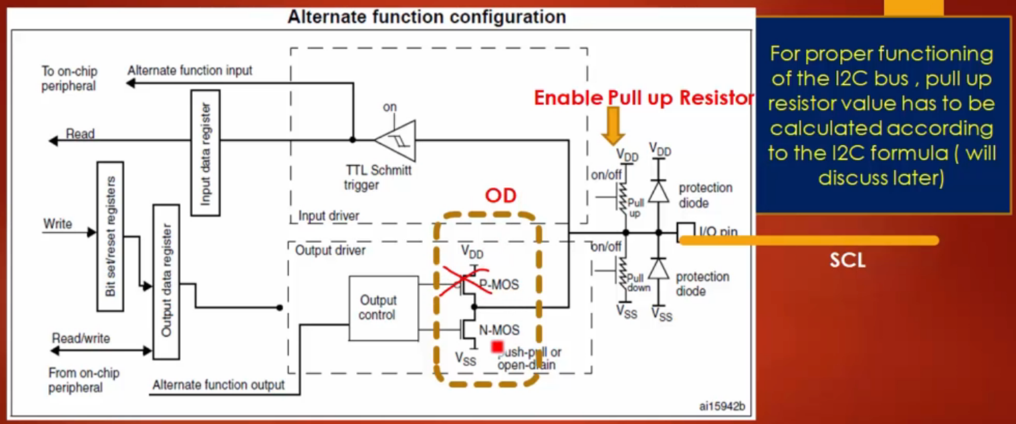 Alternate function configuration
To on-chip
peripheral
Alternate function input
on
Read
Input data register
TTL Schmitt
trigger
Input driver
Write
Bit set/reset registers
Output data register
Output driver
Output
control
VDD
P-MOS
N-MOS
VSS
push-pull or
open-drain
OD
Read/write
From on-chip
peripheral
Alternate function output
Enable Pull up Resistor
VDD
VDD
on/off
Pull
up
protection
diode
I/O pin
on/off
Pull
down
protection
diode
VSS
VSS
SCL
ai15942b
For proper functioning
of the I2C bus , pull up
resistor value has to be
calculated according
to the I2C formula ( will
discuss later)